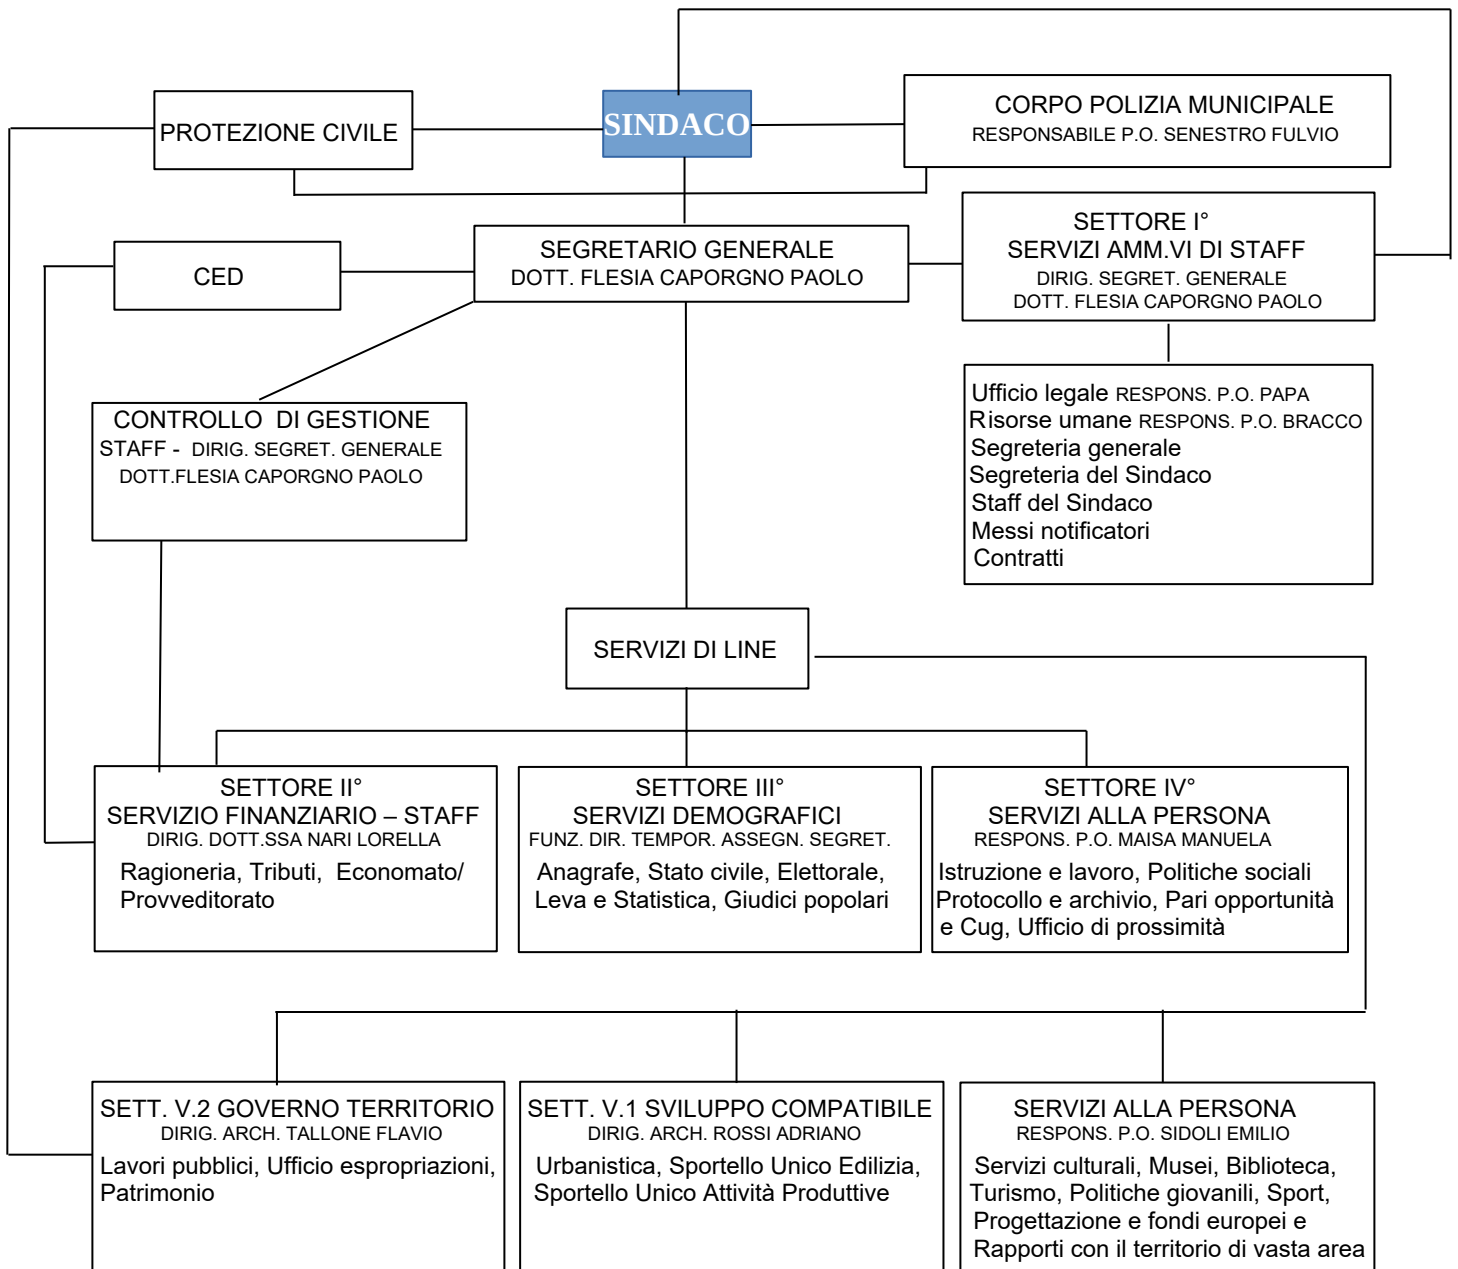 PROTEZIONE CIVILE
SINDACO
CORPO POLIZIA MUNICIPALE
RESPONSABILE P.O. SENESTRO FULVIO
CED
SEGRETARIO GENERALE
DOTT. FLESIA CAPORGNO PAOLO
SETTORE I°
SERVIZI AMM.VI DI STAFF
DIRIG. SEGRET. GENERALE
DOTT. FLESIA CAPORGNO PAOLO
CONTROLLO  DI GESTIONE
STAFF - DIRIG. SEGRET. GENERALE
DOTT.FLESIA CAPORGNO PAOLO
Ufficio legale RESPONS. P.O. PAPA
Risorse umane RESPONS. P.O. BRACCO
Segreteria generale
Segreteria del Sindaco
Staff del Sindaco
Messi notificatori
Contratti
SERVIZI DI LINE
SETTORE II°
SERVIZIO FINANZIARIO – STAFF
DIRIG. DOTT.SSA NARI LORELLA
Ragioneria, Tributi,  Economato/
Provveditorato
SETTORE III°
SERVIZI DEMOGRAFICI
FUNZ. DIR. TEMPOR. ASSEGN. SEGRET.
Anagrafe, Stato civile, Elettorale,
Leva e Statistica, Giudici popolari
SETTORE IV°
SERVIZI ALLA PERSONA
RESPONS. P.O. MAISA MANUELA
Istruzione e lavoro, Politiche sociali
Protocollo e archivio, Pari opportunità
e Cug, Ufficio di prossimità
SETT. V.2 GOVERNO TERRITORIO
DIRIG. ARCH. TALLONE FLAVIO
Lavori pubblici, Ufficio espropriazioni,
Patrimonio
SETT. V.1 SVILUPPO COMPATIBILE
DIRIG. ARCH. ROSSI ADRIANO
Urbanistica, Sportello Unico Edilizia,
Sportello Unico Attività Produttive
SERVIZI ALLA PERSONA
RESPONS. P.O. SIDOLI EMILIO
Servizi culturali, Musei, Biblioteca,
Turismo, Politiche giovanili, Sport,
Progettazione e fondi europei e
Rapporti con il territorio di vasta area